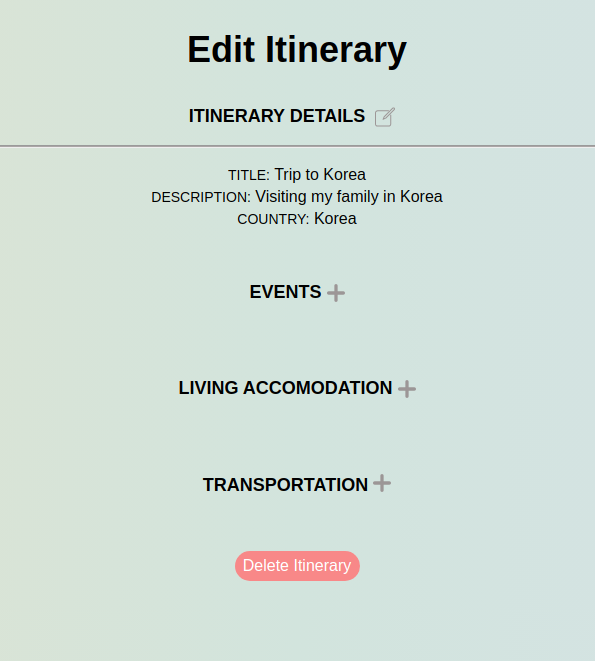 Edit Itinerary
ITINERARY DETAILS
TITLE: Trip to Korea
DESCRIPTION: Visiting my family in Korea
COUNTRY: Korea
EVENTS
LIVING ACCOMODATION
TRANSPORTATION
Delete Itinerary